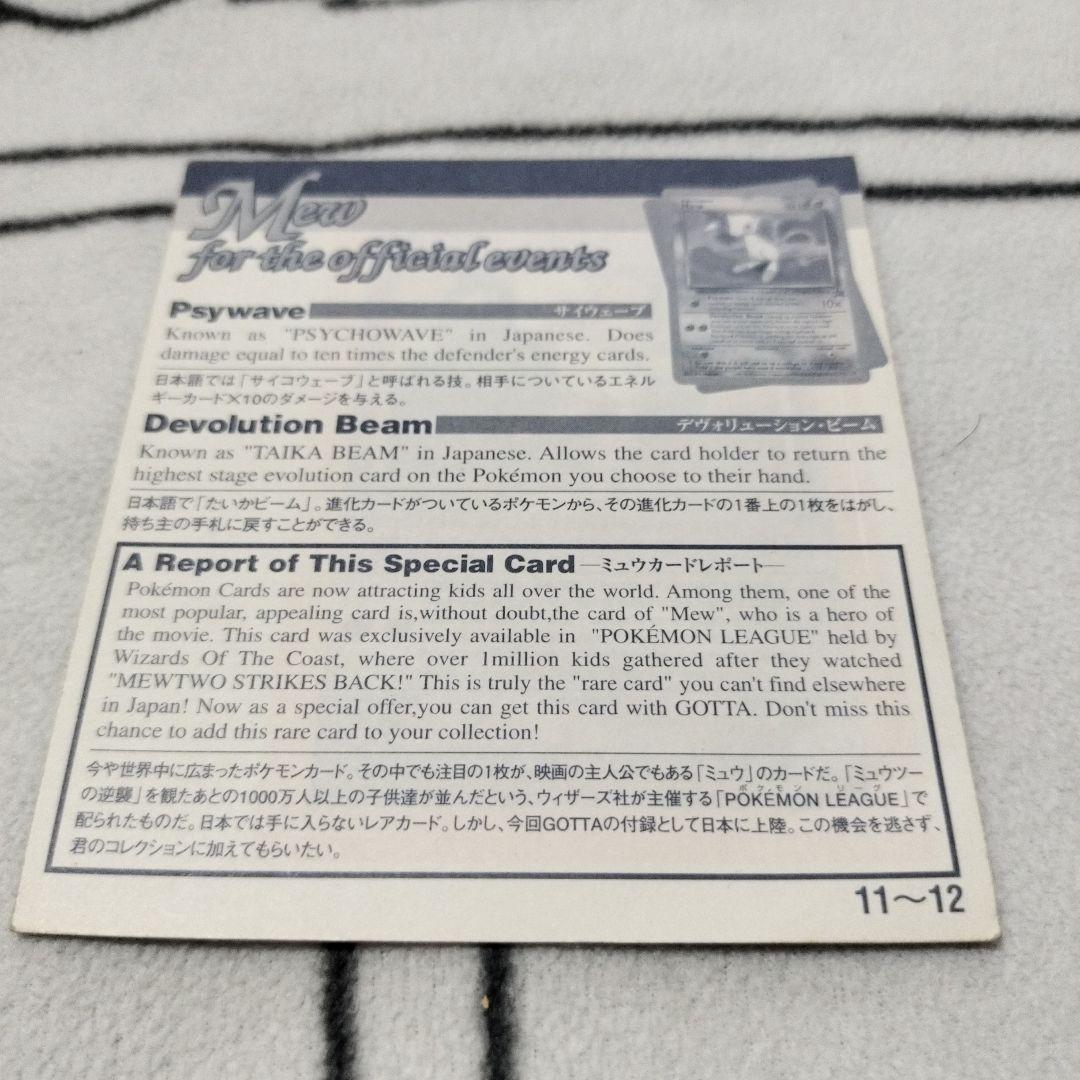 Mew
for the official events
Psywave サイウェーブ
Known as "PSYCHOWAVE" in Japanese. Does
damage equal to ten times the defender's energy cards.
日本語では「サイコウェーブ」と呼ばれる技。相手についているエネル
ギーカード×10のダメージを与える。
Devolution Beam デヴォリューション・ビーム
Known as "TAIKA BEAM" in Japanese. Allows the card holder to return the
highest stage evolution card on the Pokémon you choose to their hand.
日本語で「たいかビーム」。進化カードがついているポケモンから、その進化カードの1番上の1枚をはがし、
持ち主の手札に戻すことができる。
A Report of This Special Card —ミュウカードレポート—
Pokémon Cards are now attracting kids all over the world. Among them, one of the
most popular, appealing card is,without doubt,the card of "Mew", who is a hero of
the movie. This card was exclusively available in "POKÉMON LEAGUE" held by
Wizards Of The Coast, where over 1million kids gathered after they watched
"MEWTWO STRIKES BACK!" This is truly the "rare card" you can't find elsewhere
in Japan! Now as a special offer,you can get this card with GOTTA. Don't miss this
chance to add this rare card to your collection!
今や世界中に広まったポケモンカード。その中でも注目の1枚が、映画の主人公でもある「ミュウ」のカードだ。「ミュウツー
の逆襲」を観たあとの1000万人以上の子供達が並んだという、ウィザーズ社が主催する「POKÉMON LEAGUE」で
ポケモン リーグ
配られたものだ。日本では手に入らないレアカード。しかし、今回GOTTAの付録として日本に上陸。この機会を逃さず、
君のコレクションに加えてもらいたい。
11～12